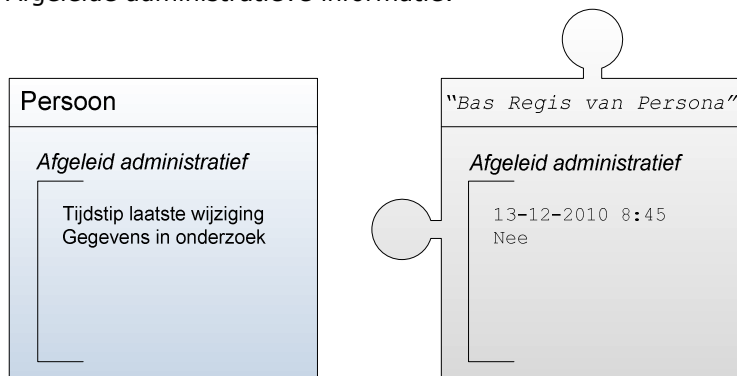 Afgeleide administratieve informatie.
Persoon
Afgeleid administratief
Tijdstip laatste wijziging
Gegevens in onderzoek
"Bas Regis van Persona"
Afgeleid administratief
13-12-2010 8:45
Nee